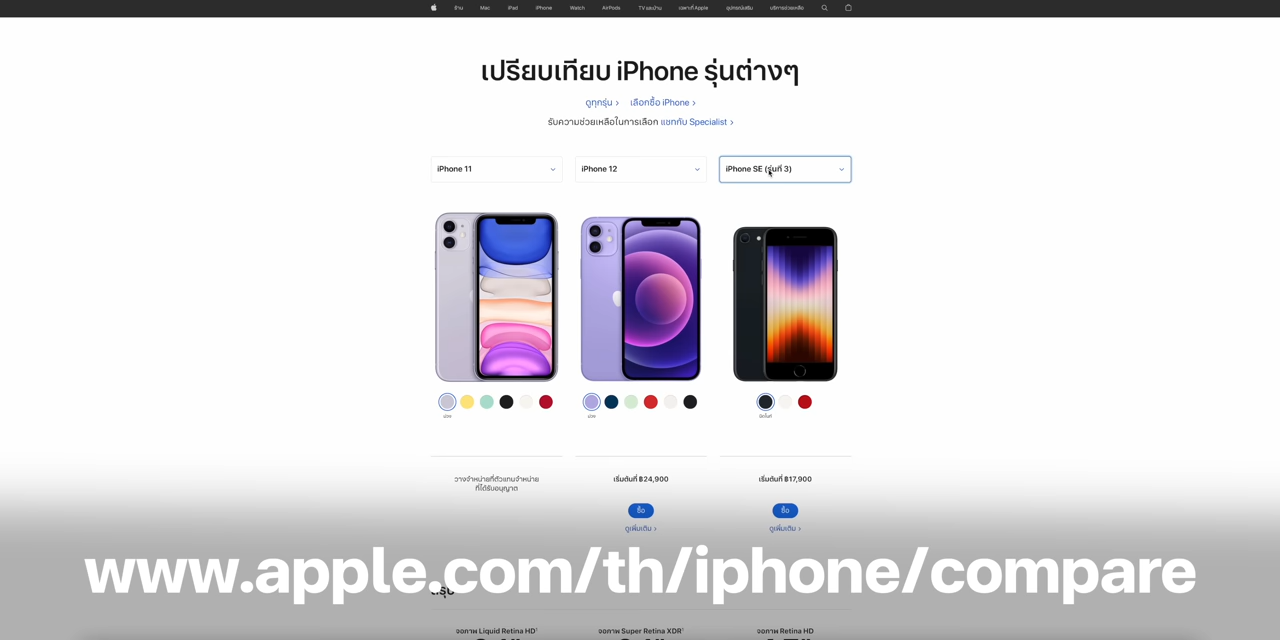 ร้าน Mac iPad iPhone Watch AirPods TV และบ้าน เฉพาะที่ Apple อุปกรณ์เสริม บริการช่วยเหลือ
เปรียบเทียบ iPhone รุ่นต่างๆ
ดูทุกรุ่น > เลือกซื้อ iPhone >
รับความช่วยเหลือในการเลือก แชทกับ Specialist >
iPhone 11 iPhone 12 iPhone SE (รุ่นที่ 3)
ม่วง ม่วง มิดไนท์
วางจำหน่ายที่ตัวแทนจำหน่าย
ที่ได้รับอนุญาต
เริ่มต้นที่ ฿24,900 เริ่มต้นที่ ฿17,900
ซื้อ ซื้อ
ดูเพิ่มเติม > ดูเพิ่มเติม >
www.apple.com/th/iphone/compare
สรุป
จอภาพ Liquid Retina HD จอภาพ Super Retina XDR จอภาพ Retina HD